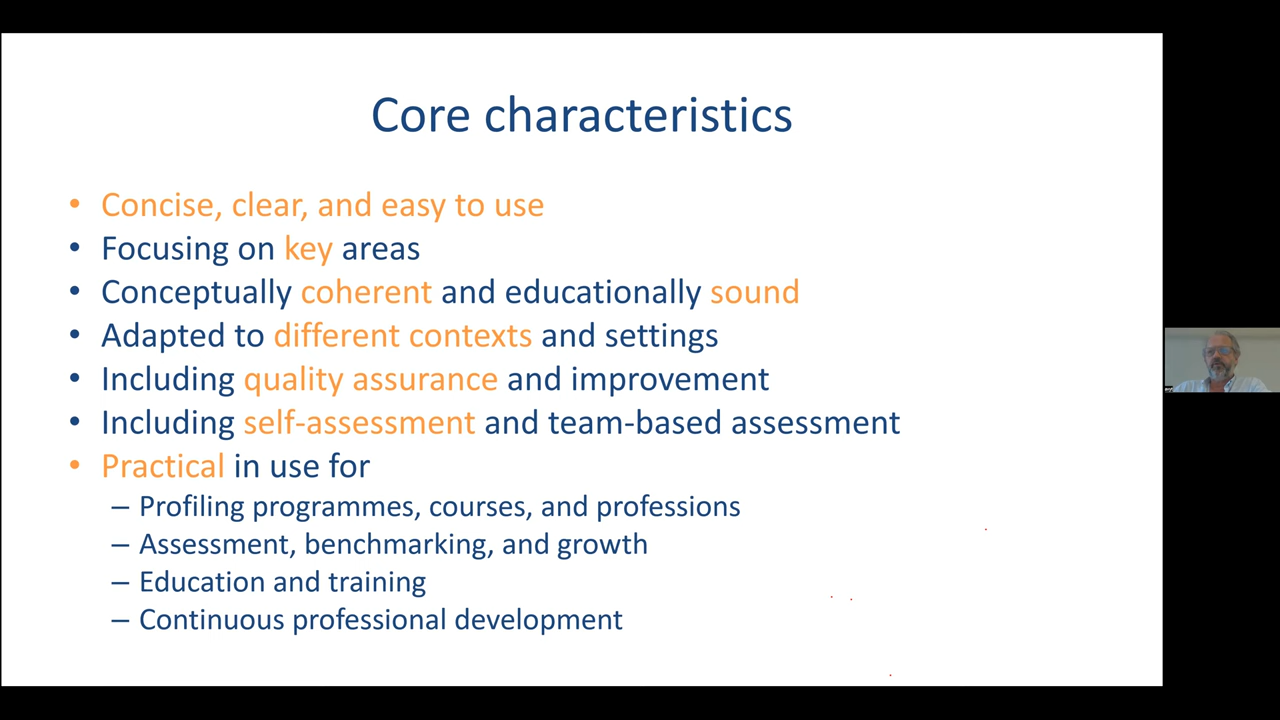 Core characteristics
• Concise, clear, and easy to use
• Focusing on key areas
• Conceptually coherent and educationally sound
• Adapted to different contexts and settings
• Including quality assurance and improvement
• Including self-assessment and team-based assessment
• Practical in use for
– Profiling programmes, courses, and professions
– Assessment, benchmarking, and growth
– Education and training
– Continuous professional development